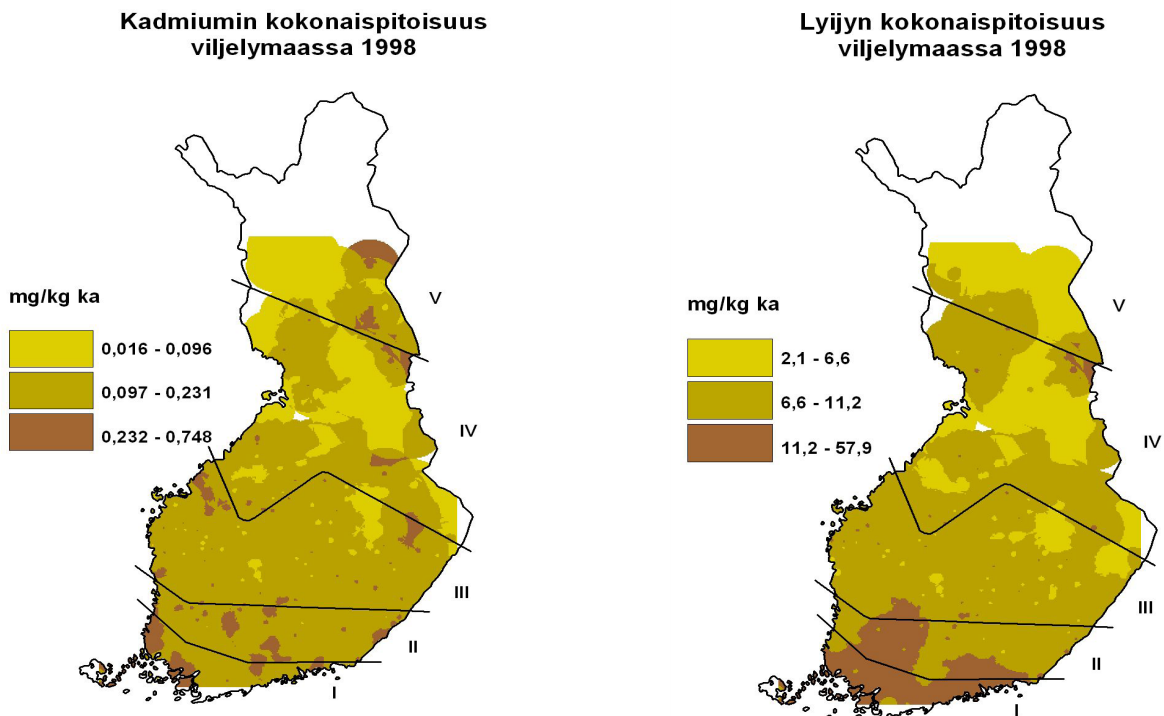 Kadmiumin kokonaispitoisuus
viljelymaassa 1998
mg/kg ka
0,016 - 0,096
0,097 - 0,231
0,232 - 0,748
V
IV
III
II
I
Lyijyn kokonaispitoisuus
viljelymaassa 1998
mg/kg ka
2,1 - 6,6
6,6 - 11,2
11,2 - 57,9
V
IV
III
II
I